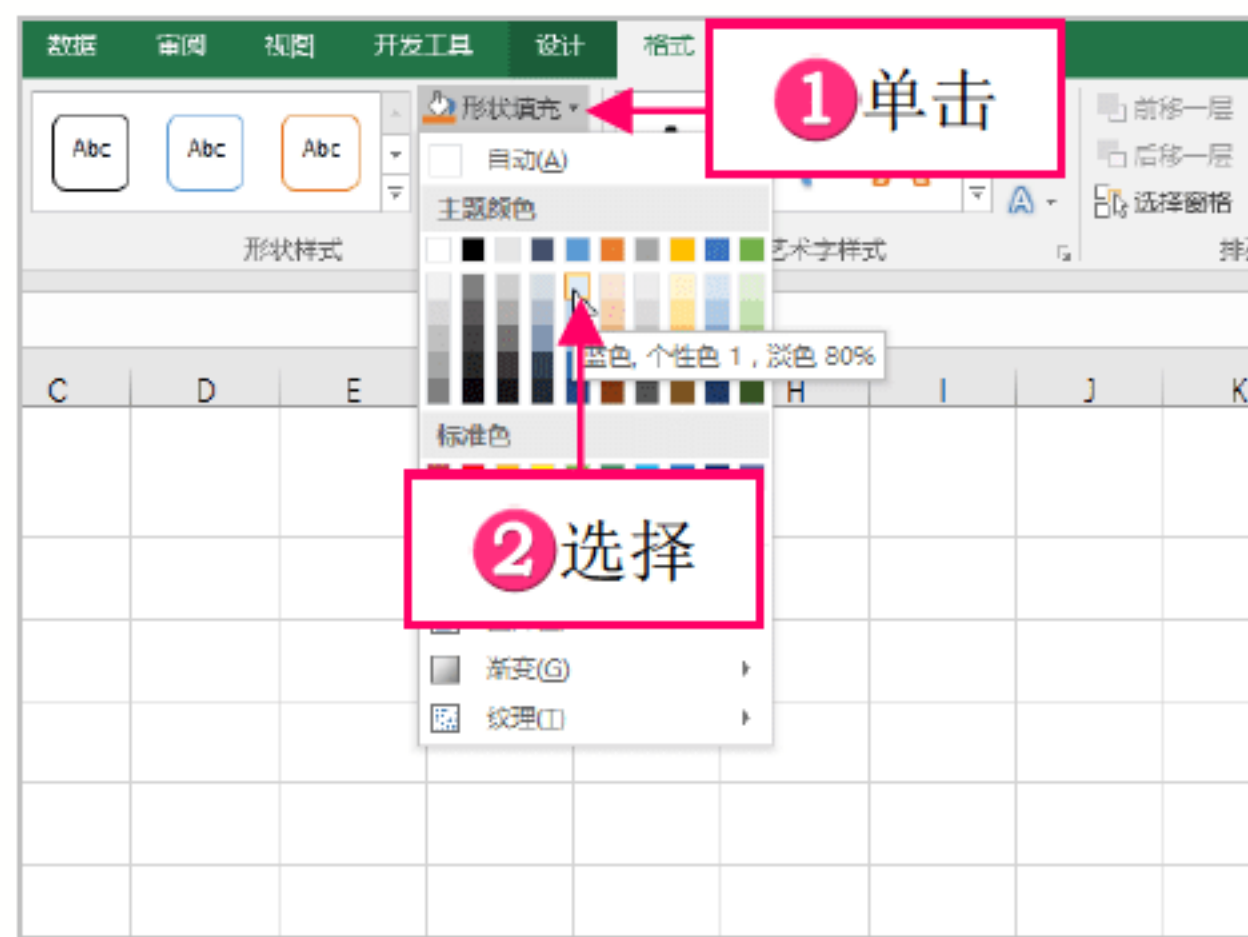 数据 审阅 视图 开发工具 设计 格式
❶单击
Abc Abc Abc
形状填充
自动(A)
主题颜色
前移一层
后移一层
选择窗格
形状样式
艺术字样式
蓝色, 个性色 1 , 淡色 80%
C D E H I J K
标准色
❷选择
渐变(G)
纹理(T)